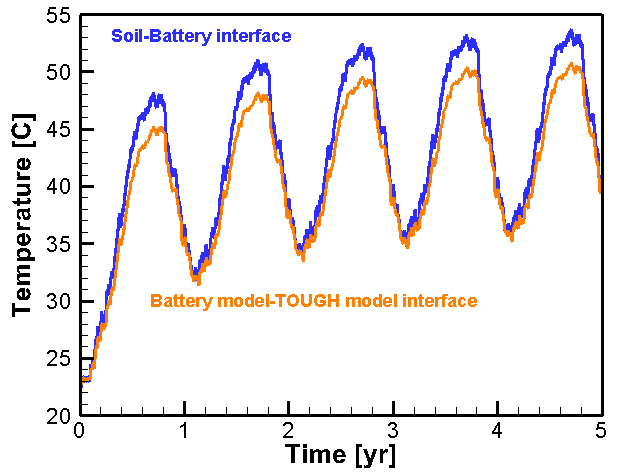 55
Soil-Battery interface
50
45
40
35
30
25
20
Temperature [C]
Battery model-TOUGH model interface
0 1 2 3 4 5
Time [yr]